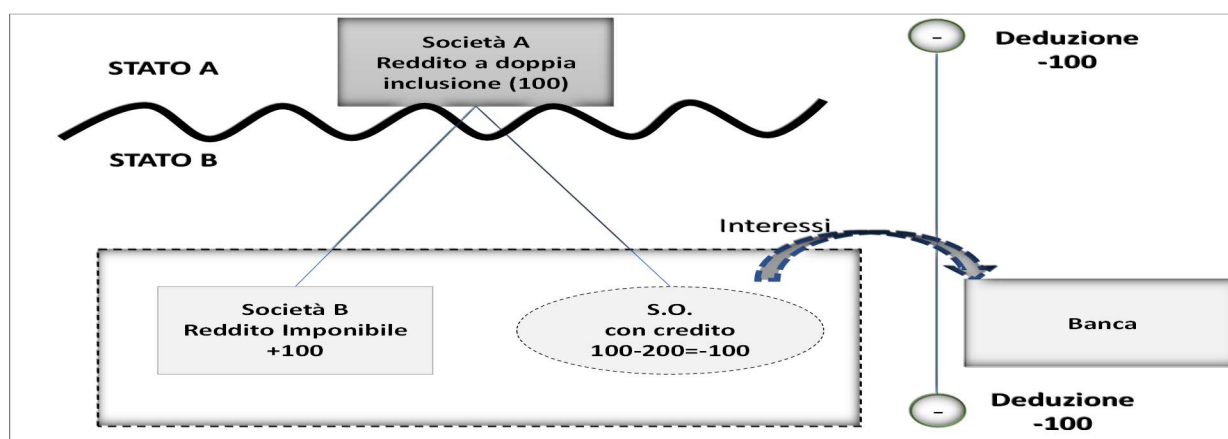 Società A
Reddito a doppia
inclusione (100)
STATO A
STATO B
–
Deduzione
-100
Interessi
Società B
Reddito Imponibile
+100
S.O.
con credito
100-200=-100
Banca
–
Deduzione
-100